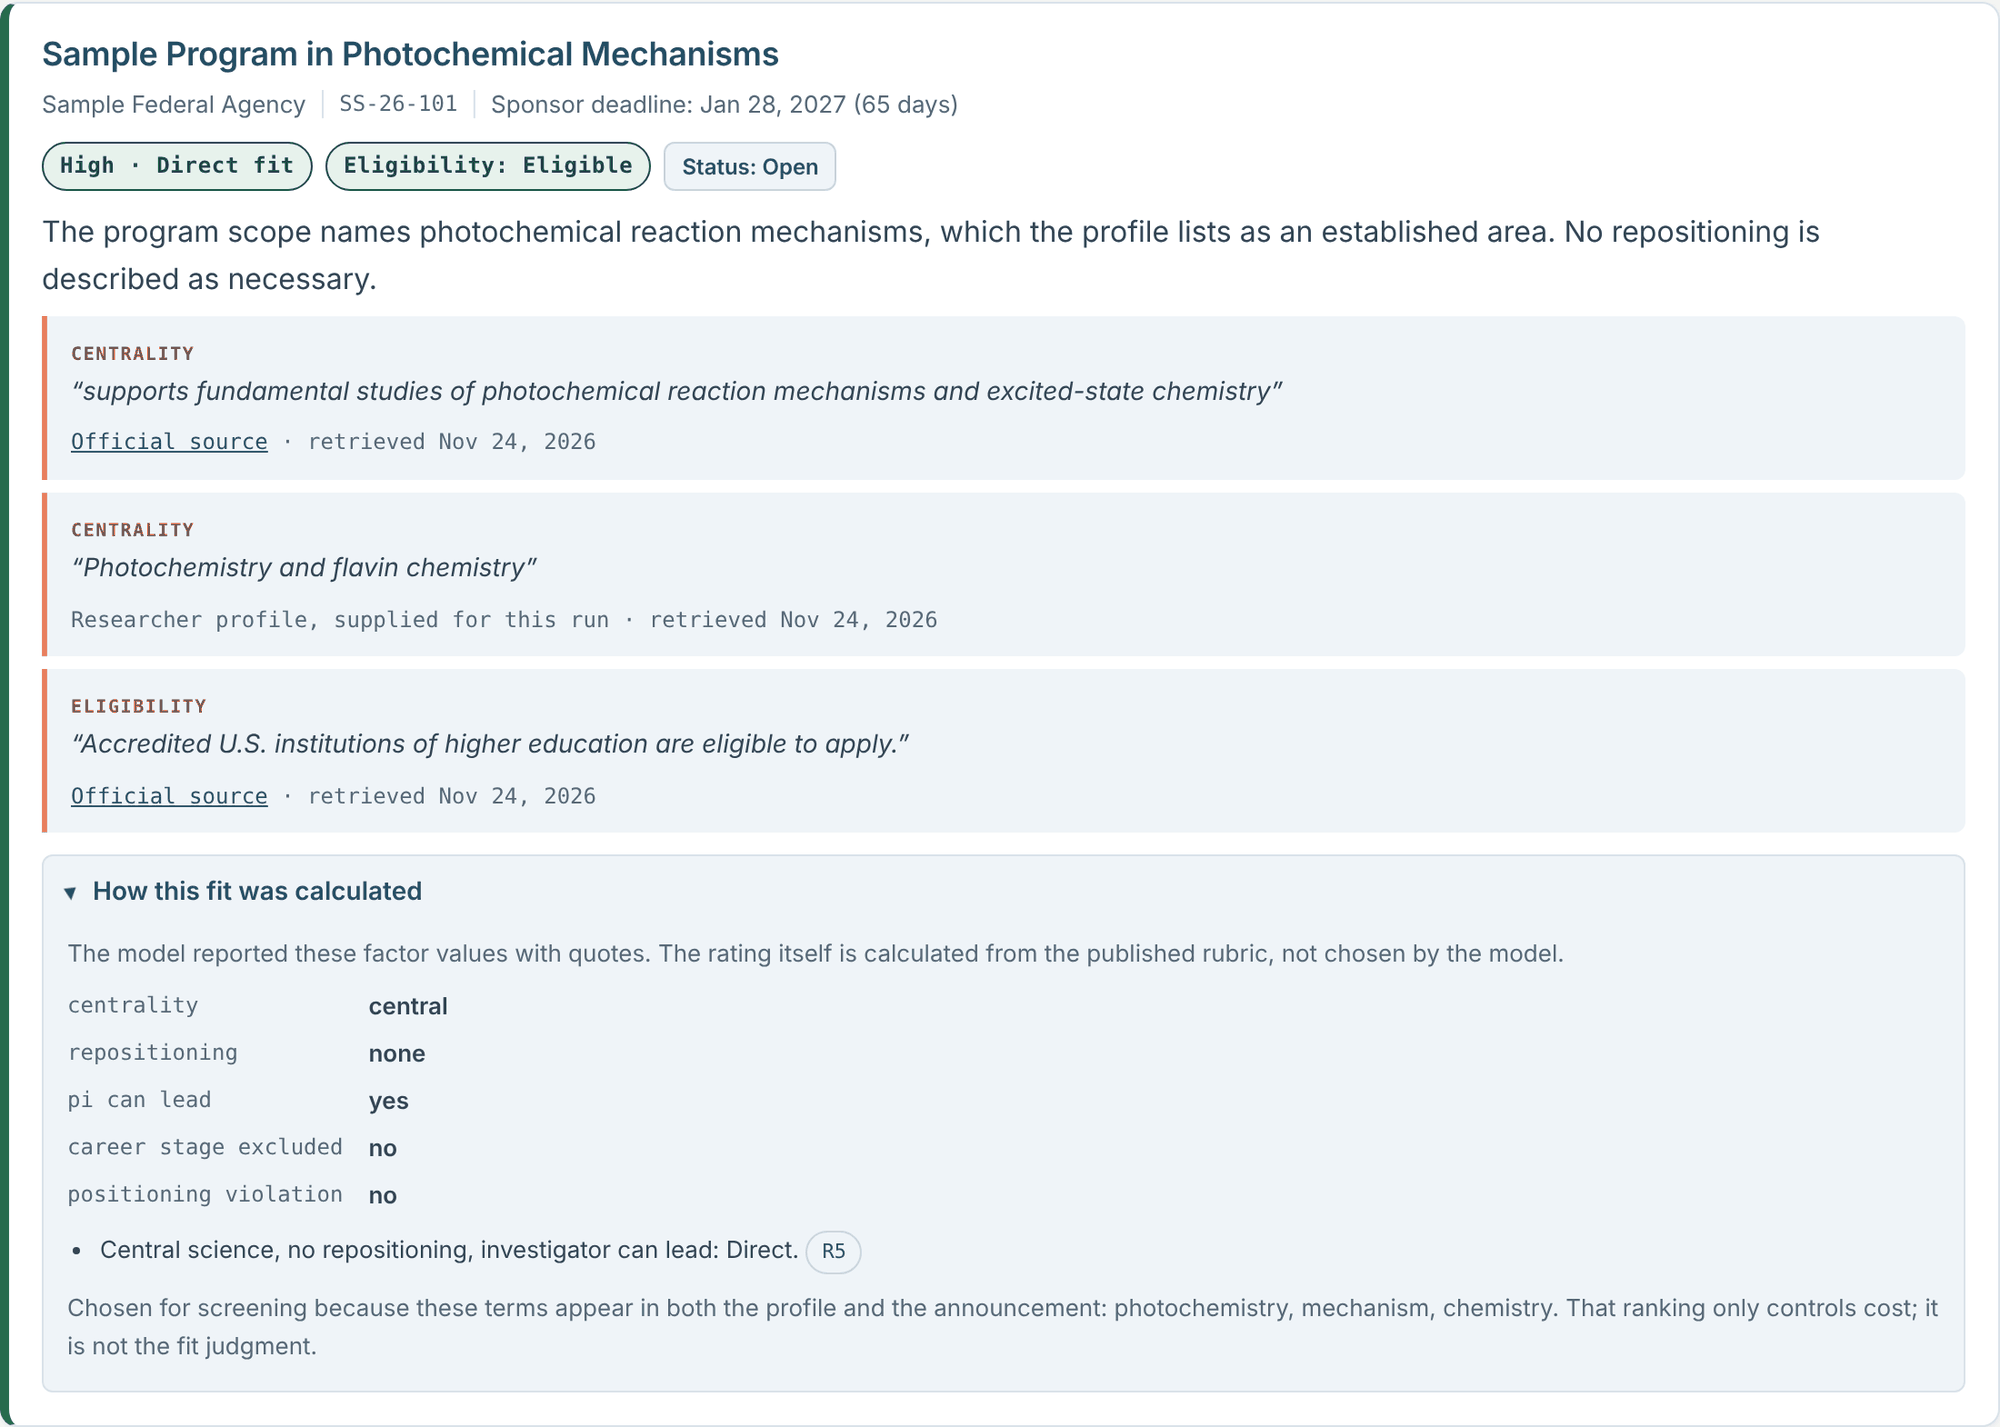 Sample Program in Photochemical Mechanisms
Sample Federal Agency | SS-26-101 | Sponsor deadline: Jan 28, 2027 (65 days)
High · Direct fit Eligibility: Eligible Status: Open
The program scope names photochemical reaction mechanisms, which the profile lists as an established area. No repositioning is
described as necessary.
CENTRALITY
“supports fundamental studies of photochemical reaction mechanisms and excited-state chemistry”
Official source · retrieved Nov 24, 2026
CENTRALITY
“Photochemistry and flavin chemistry”
Researcher profile, supplied for this run · retrieved Nov 24, 2026
ELIGIBILITY
“Accredited U.S. institutions of higher education are eligible to apply.”
Official source · retrieved Nov 24, 2026
▼ How this fit was calculated
The model reported these factor values with quotes. The rating itself is calculated from the published rubric, not chosen by the model.
centrality central
repositioning none
pi can lead yes
career stage excluded no
positioning violation no
• Central science, no repositioning, investigator can lead: Direct. R5
Chosen for screening because these terms appear in both the profile and the announcement: photochemistry, mechanism, chemistry. That ranking only controls cost; it
is not the fit judgment.